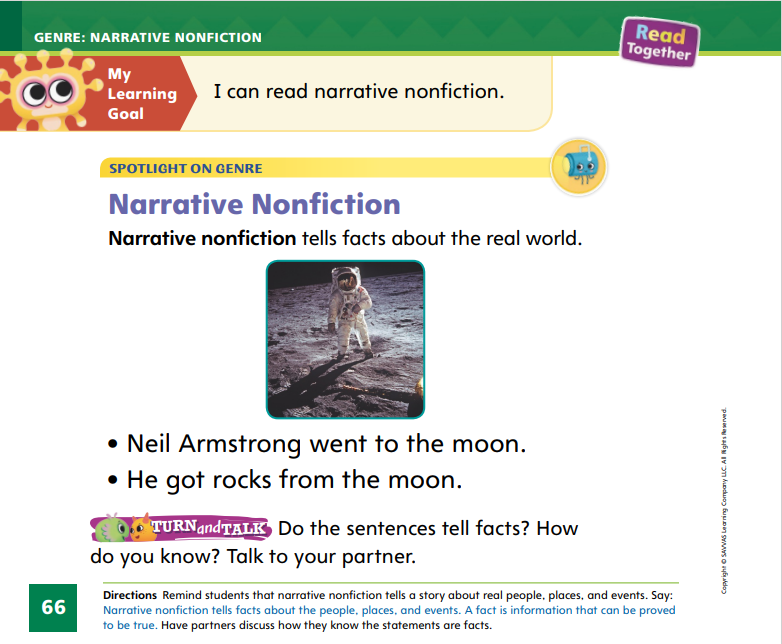 GENRE: NARRATIVE NONFICTION
Read
Together
My
Learning
Goal
I can read narrative nonfiction.
SPOTLIGHT ON GENRE
Narrative Nonfiction
Narrative nonfiction tells facts about the real world.
• Neil Armstrong went to the moon.
• He got rocks from the moon.
TURN and TALK Do the sentences tell facts? How
do you know? Talk to your partner.
Copyright © SAVVAS Learning Company LLC. All Rights Reserved.
66
Directions Remind students that narrative nonfiction tells a story about real people, places, and events. Say:
Narrative nonfiction tells facts about the people, places, and events. A fact is information that can be proved
to be true. Have partners discuss how they know the statements are facts.